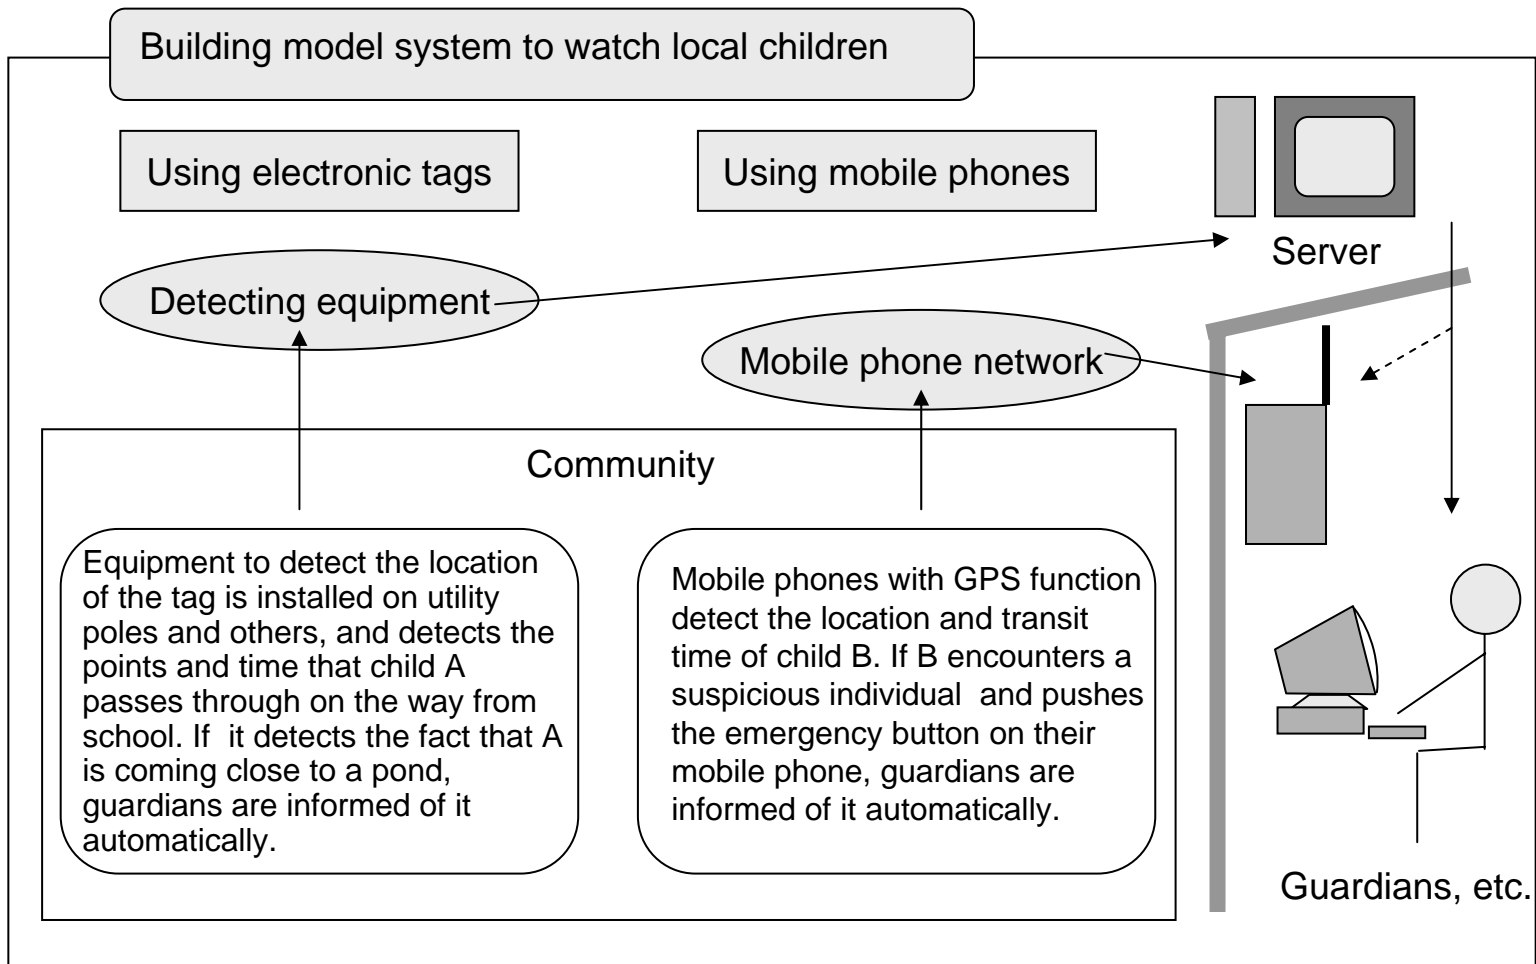 Building model system to watch local children
Using electronic tags
Using mobile phones
Server
Detecting equipment
Mobile phone network
Community
Equipment to detect the location
of the tag is installed on utility
poles and others, and detects the
points and time that child A
passes through on the way from
school. If it detects the fact that A
is coming close to a pond,
guardians are informed of it
automatically.
Mobile phones with GPS function
detect the location and transit
time of child B. If B encounters a
suspicious individual and pushes
the emergency button on their
mobile phone, guardians are
informed of it automatically.
Guardians, etc.